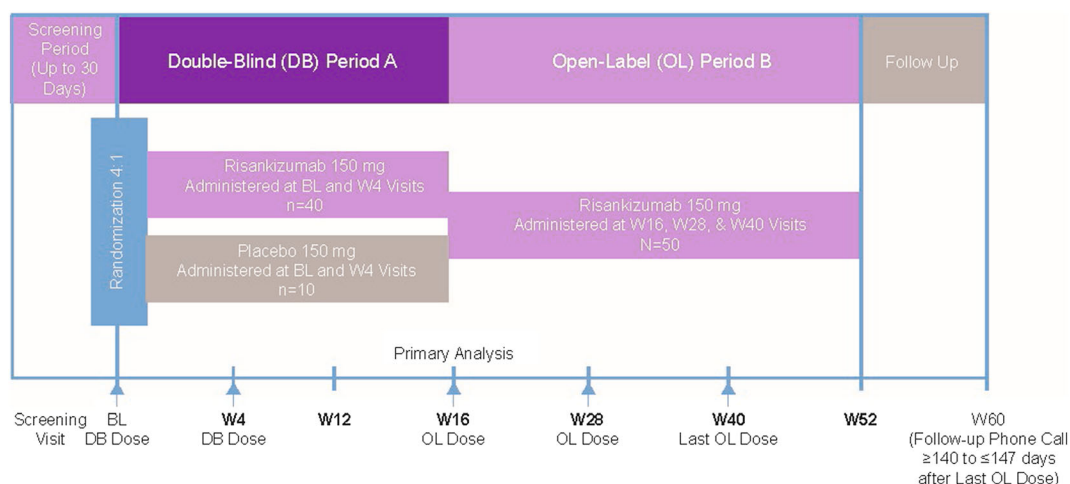 Screening
Period
(Up to 30
Days)
Double-Blind (DB) Period A
Open-Label (OL) Period B
Follow Up
Randomization 4:1
Risankizumab 150 mg
Administered at BL and W4 Visits
n=40
Placebo 150 mg
Administered at BL and W4 Visits
n=10
Risankizumab 150 mg
Administered at W16, W28, & W40 Visits
N=50
Primary Analysis
Screening
Visit
BL
DB Dose
W4
DB Dose
W12
W16
OL Dose
W28
OL Dose
W40
Last OL Dose
W52
W60
(Follow-up Phone Call
≥140 to ≤147 days
after Last OL Dose)